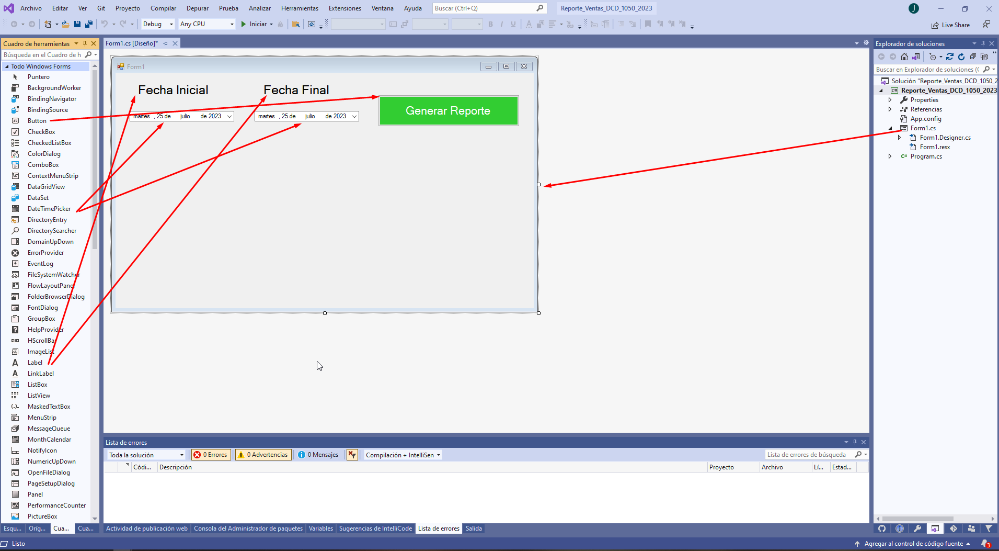 Archivo Editar Ver Git Proyecto Compilar Depurar Prueba Analizar Herramientas Extensiones Ventana Ayuda Buscar (Ctrl+Q) Reporte_Ventas_DCD_1050_2023 J
Debug Any CPU Iniciar Live Share
Cuadro de herramientas
Búsqueda en el Cuadro de h
Todo Windows Forms
Puntero
BackgroundWorker
BindingNavigator
BindingSource
Button
CheckBox
CheckedListBox
ColorDialog
ComboBox
ContextMenuStrip
DataGridView
DataSet
DateTimePicker
DirectoryEntry
DirectorySearcher
DomainUpDown
ErrorProvider
EventLog
FileSystemWatcher
FlowLayoutPanel
FolderBrowserDialog
FontDialog
GroupBox
HelpProvider
HScrollBar
ImageList
Label
LinkLabel
ListBox
ListView
MaskedTextBox
MenuStrip
MessageQueue
MonthCalendar
NotifyIcon
NumericUpDown
OpenFileDialog
PageSetupDialog
Panel
PerformanceCounter
PictureBox
Esqu... Oríg... Cua... Cua...
Form1.cs [Diseño]*
Form1
Fecha Inicial Fecha Final
martes , 25 de julio de 2023 martes , 25 de julio de 2023
Generar Reporte
Lista de errores
Toda la solución 0 Errores 0 Advertencias 0 Mensajes Compilación + IntelliSen Lista de errores de búsqueda
Códi... Descripción Proyecto Archivo Lí... Estad...
Actividad de publicación web Consola del Administrador de paquetes Variables Sugerencias de IntelliCode Lista de errores Salida
Explorador de soluciones
Buscar en Explorador de soluciones (C
Solución "Reporte_Ventas_DCD_1050_2
Reporte_Ventas_DCD_1050_2023
Properties
Referencias
App.config
Form1.cs
Form1.Designer.cs
Form1.resx
C# Program.cs
Listo Agregar al control de código fuente 3